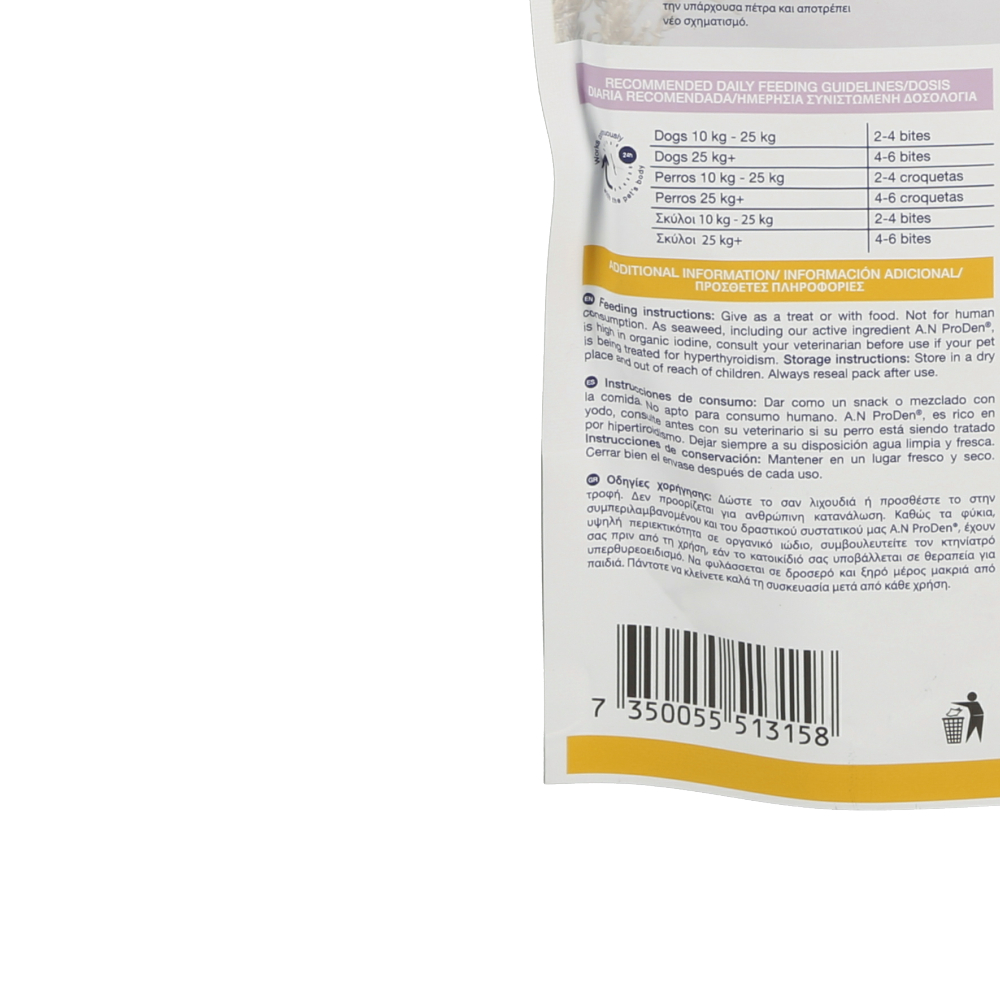 την υπάρχουσα πέτρα και αποτρέπει
νέο σχηματισμό.
RECOMMENDED DAILY FEEDING GUIDELINES/DOSIS
DIARIA RECOMENDADA/ΗΜΕΡΗΣΙΑ ΣΥΝΙΣΤΩΜΕΝΗ ΔΟΣΟΛΟΓΙΑ
Works
24h
the pet's body
Dogs 10 kg - 25 kg 2-4 bites
Dogs 25 kg+ 4-6 bites
Perros 10 kg - 25 kg 2-4 croquetas
Perros 25 kg+ 4-6 croquetas
Σκύλοι 10 kg - 25 kg 2-4 bites
Σκύλοι 25 kg+ 4-6 bites
ADDITIONAL INFORMATION/ INFORMACIÓN ADICIONAL/
ΠΡΟΣΘΕΤΕΣ ΠΛΗΡΟΦΟΡΙΕΣ
EN Feeding instructions: Give as a treat or with food. Not for human
consumption. As seaweed, including our active ingredient A.N ProDen®,
is high in organic iodine, consult your veterinarian before use if your pet
is being treated for hyperthyroidism. Storage instructions: Store in a dry
place and out of reach of children. Always reseal pack after use.
ES Instrucciones de consumo: Dar como un snack o mezclado con
la comida. No apto para consumo humano. A.N ProDen®, es rico en
yodo, consulte antes con su veterinario si su perro está siendo tratado
por hipertiroidismo. Dejar siempre a su disposición agua limpia y fresca.
Instrucciones de conservación: Mantener en un lugar fresco y seco.
Cerrar bien el envase después de cada uso.
GR Οδηγίες χορήγησης: Δώστε το σαν λιχουδιά ή προσθέστε το στην
τροφή. Δεν προορίζεται για ανθρώπινη κατανάλωση. Καθώς τα φύκια,
συμπεριλαμβανομένου και του δραστικού συστατικού μας A.N ProDen®, έχουν
υψηλή περιεκτικότητα σε οργανικό ιώδιο, συμβουλευτείτε τον κτηνίατρό
σας πριν από τη χρήση, εάν το κατοικίδιό σας υποβάλλεται σε θεραπεία για
υπερθυρεοειδισμό. Να φυλάσσεται σε δροσερό και ξηρό μέρος μακριά από
παιδιά. Πάντοτε να κλείνετε καλά τη συσκευασία μετά από κάθε χρήση.
7 350055 513158